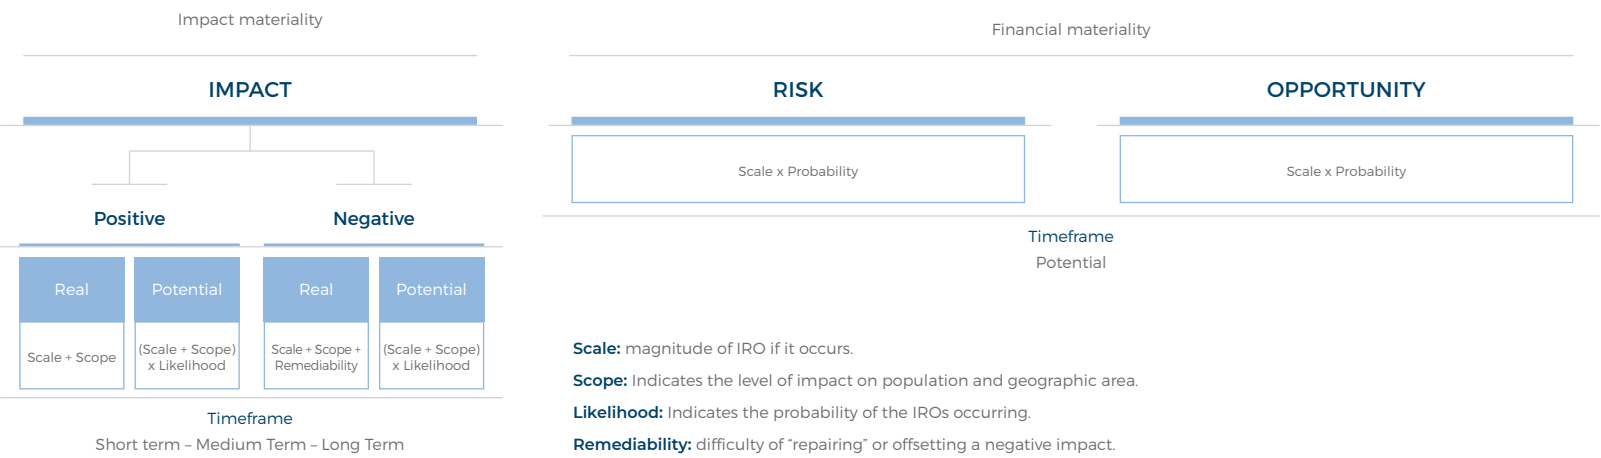 Impact materiality
IMPACT
Positive
Negative
Real
Potential
Real
Potential
Scale + Scope
(Scale + Scope)
x Likelihood
Scale + Scope +
Remediability
(Scale + Scope)
x Likelihood
Timeframe
Short term – Medium Term – Long Term
Financial materiality
RISK
OPPORTUNITY
Scale x Probability
Scale x Probability
Timeframe
Potential
Scale: magnitude of IRO if it occurs.
Scope: Indicates the level of impact on population and geographic area.
Likelihood: Indicates the probability of the IROs occurring.
Remediability: difficulty of “repairing” or offsetting a negative impact.